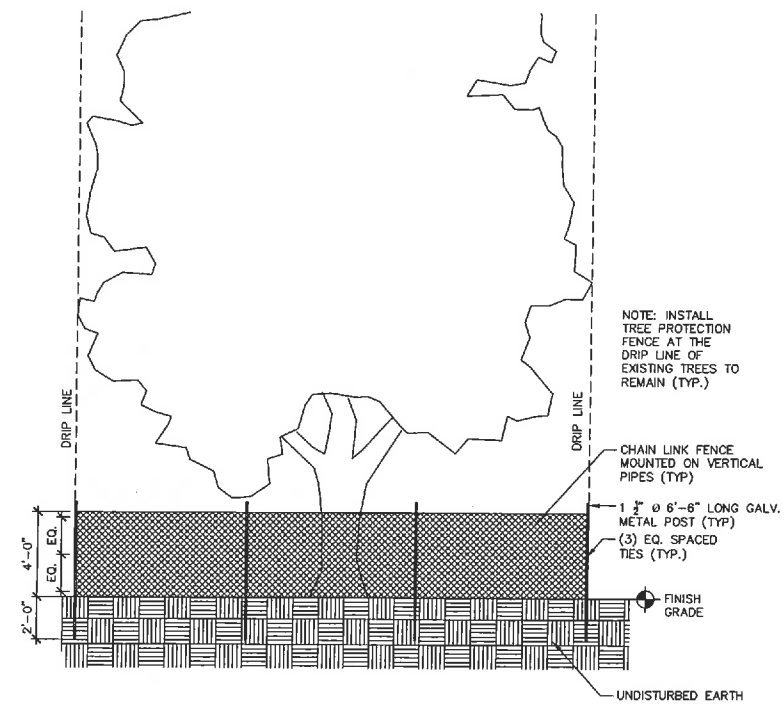 NOTE: INSTALL
TREE PROTECTION
FENCE AT THE
DRIP LINE OF
EXISTING TREES TO
REMAIN (TYP.)
DRIP LINE
DRIP LINE
CHAIN LINK FENCE
MOUNTED ON VERTICAL
PIPES (TYP)
1 ½" Ø 6'-6" LONG GALV.
METAL POST (TYP)
(3) EQ. SPACED
TIES (TYP.)
4'-0"
EQ.
EQ.
2'-0"
FINISH
GRADE
UNDISTURBED EARTH